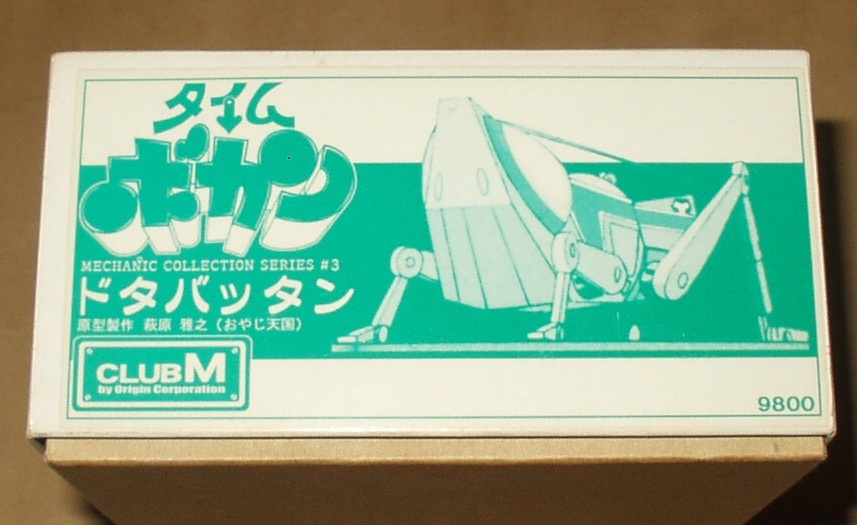 タイム
ボカン
MECHANIC COLLECTION SERIES #3
ドタバッタン
原型製作 萩原 雅之(おやじ天国)
CLUB M
by Origin Corporation
9800